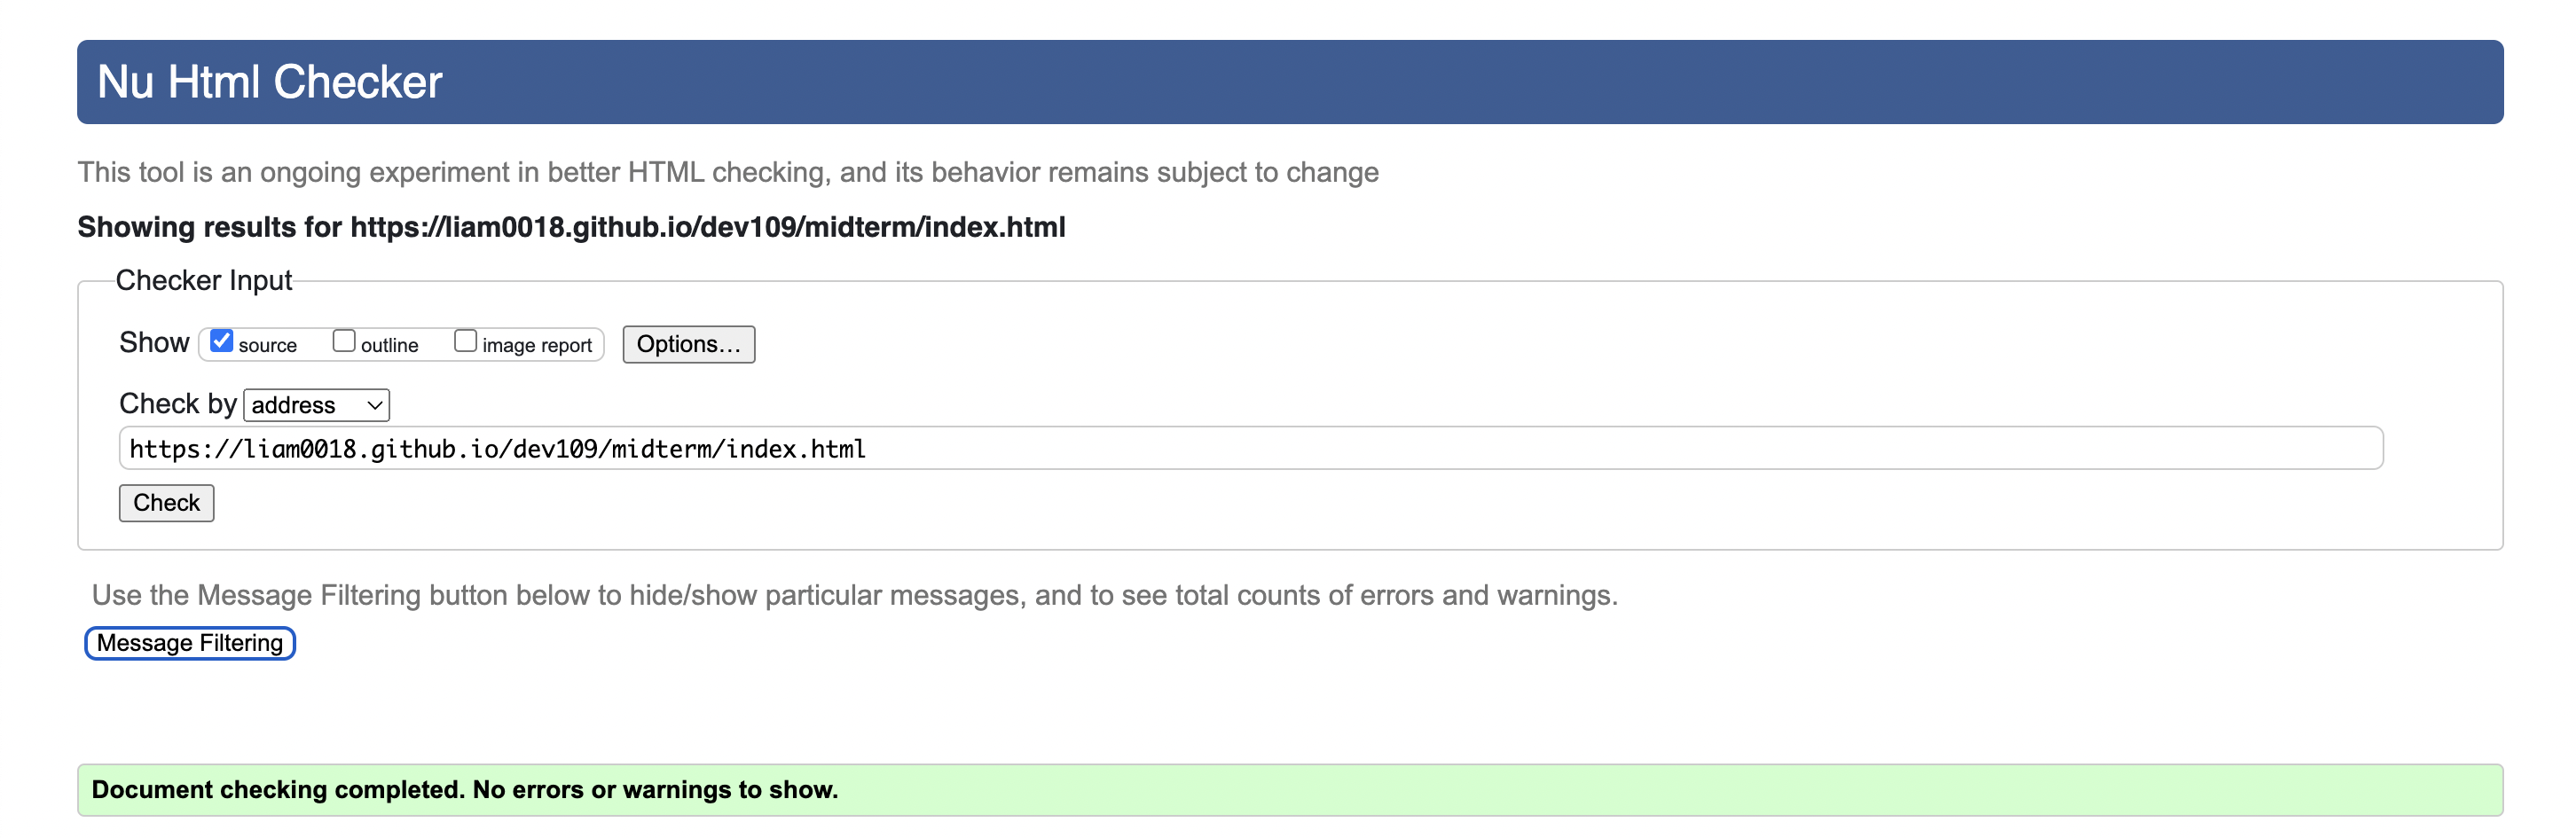 Nu Html Checker
This tool is an ongoing experiment in better HTML checking, and its behavior remains subject to change
Showing results for https://liam0018.github.io/dev109/midterm/index.html
Checker Input
Show source outline image report Options...
Check by address
https://liam0018.github.io/dev109/midterm/index.html
Check
Use the Message Filtering button below to hide/show particular messages, and to see total counts of errors and warnings.
Message Filtering
Document checking completed. No errors or warnings to show.